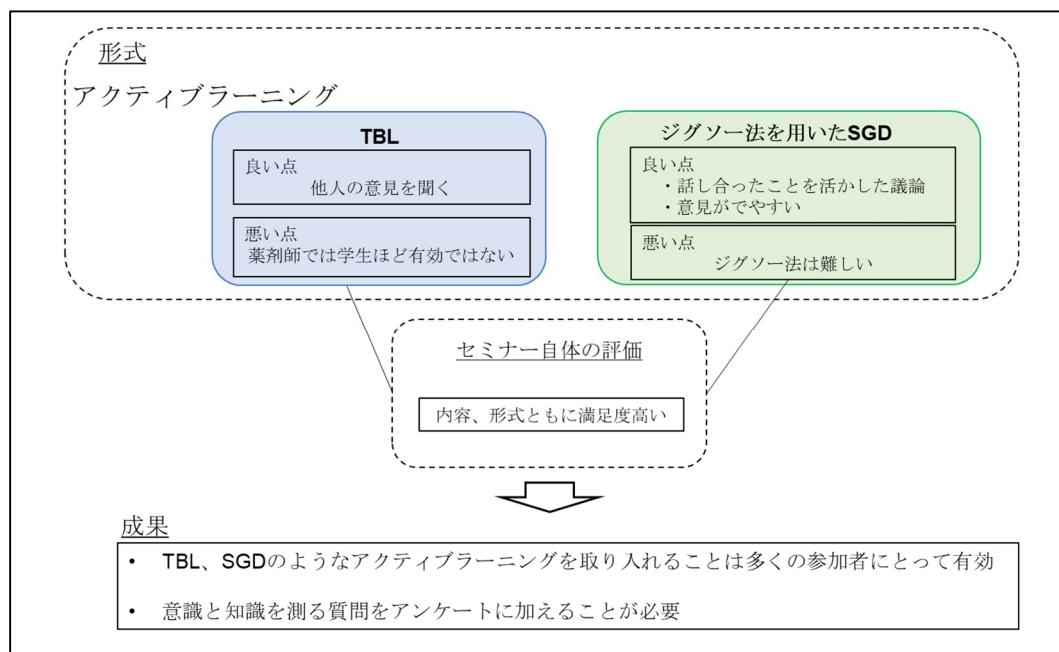 形式
アクティブラーニング
TBL
良い点
他人の意見を聞く
悪い点
薬剤師では学生ほど有効ではない
ジグソー法を用いたSGD
良い点
・話し合ったことを活かした議論
・意見がでやすい
悪い点
ジグソー法は難しい
セミナー自体の評価
内容、形式ともに満足度高い
成果
• TBL、SGDのようなアクティブラーニングを取り入れることは多くの参加者にとって有効
• 意識と知識を測る質問をアンケートに加えることが必要